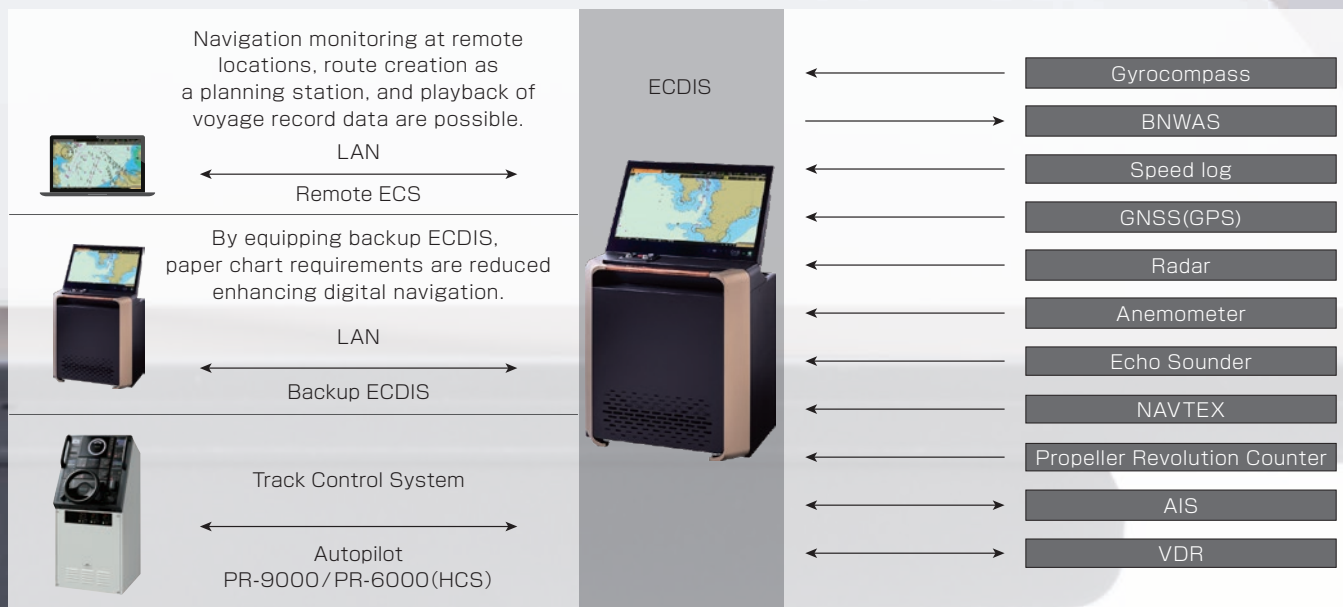 Navigation monitoring at remote
locations, route creation as
a planning station, and playback of
voyage record data are possible.
LAN
Remote ECS
By equipping backup ECDIS,
paper chart requirements are reduced
enhancing digital navigation.
LAN
Backup ECDIS
Track Control System
Autopilot
PR-9000/PR-6000(HCS)
ECDIS
Gyrocompass
BNWAS
Speed log
GNSS(GPS)
Radar
Anemometer
Echo Sounder
NAVTEX
Propeller Revolution Counter
AIS
VDR